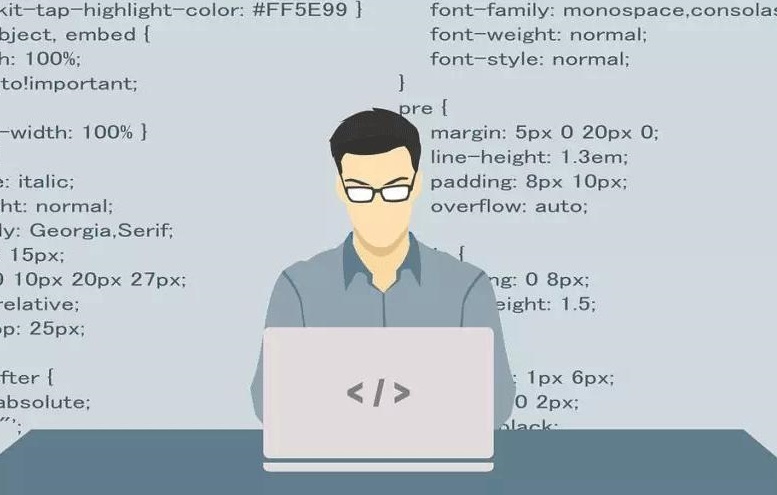 kit-tap-highlight-color: #FF5E99 }
bject, embed {
h: 100%;
to!important;
-width: 100% }
: italic;
ht: normal;
ly: Georgia,Serif;
15px;
10px 20px 27px;
relative;
op: 25px;
fter {
absolute;
font-family: monospace,consolas
font-weight: normal;
font-style: normal;
}
pre {
margin: 5px 0 20px 0;
line-height: 1.3em;
padding: 8px 10px;
overflow: auto;
{
ng: 0 8px;
eight: 1.5;
: 1px 6px;
0 2px;
black;
</>